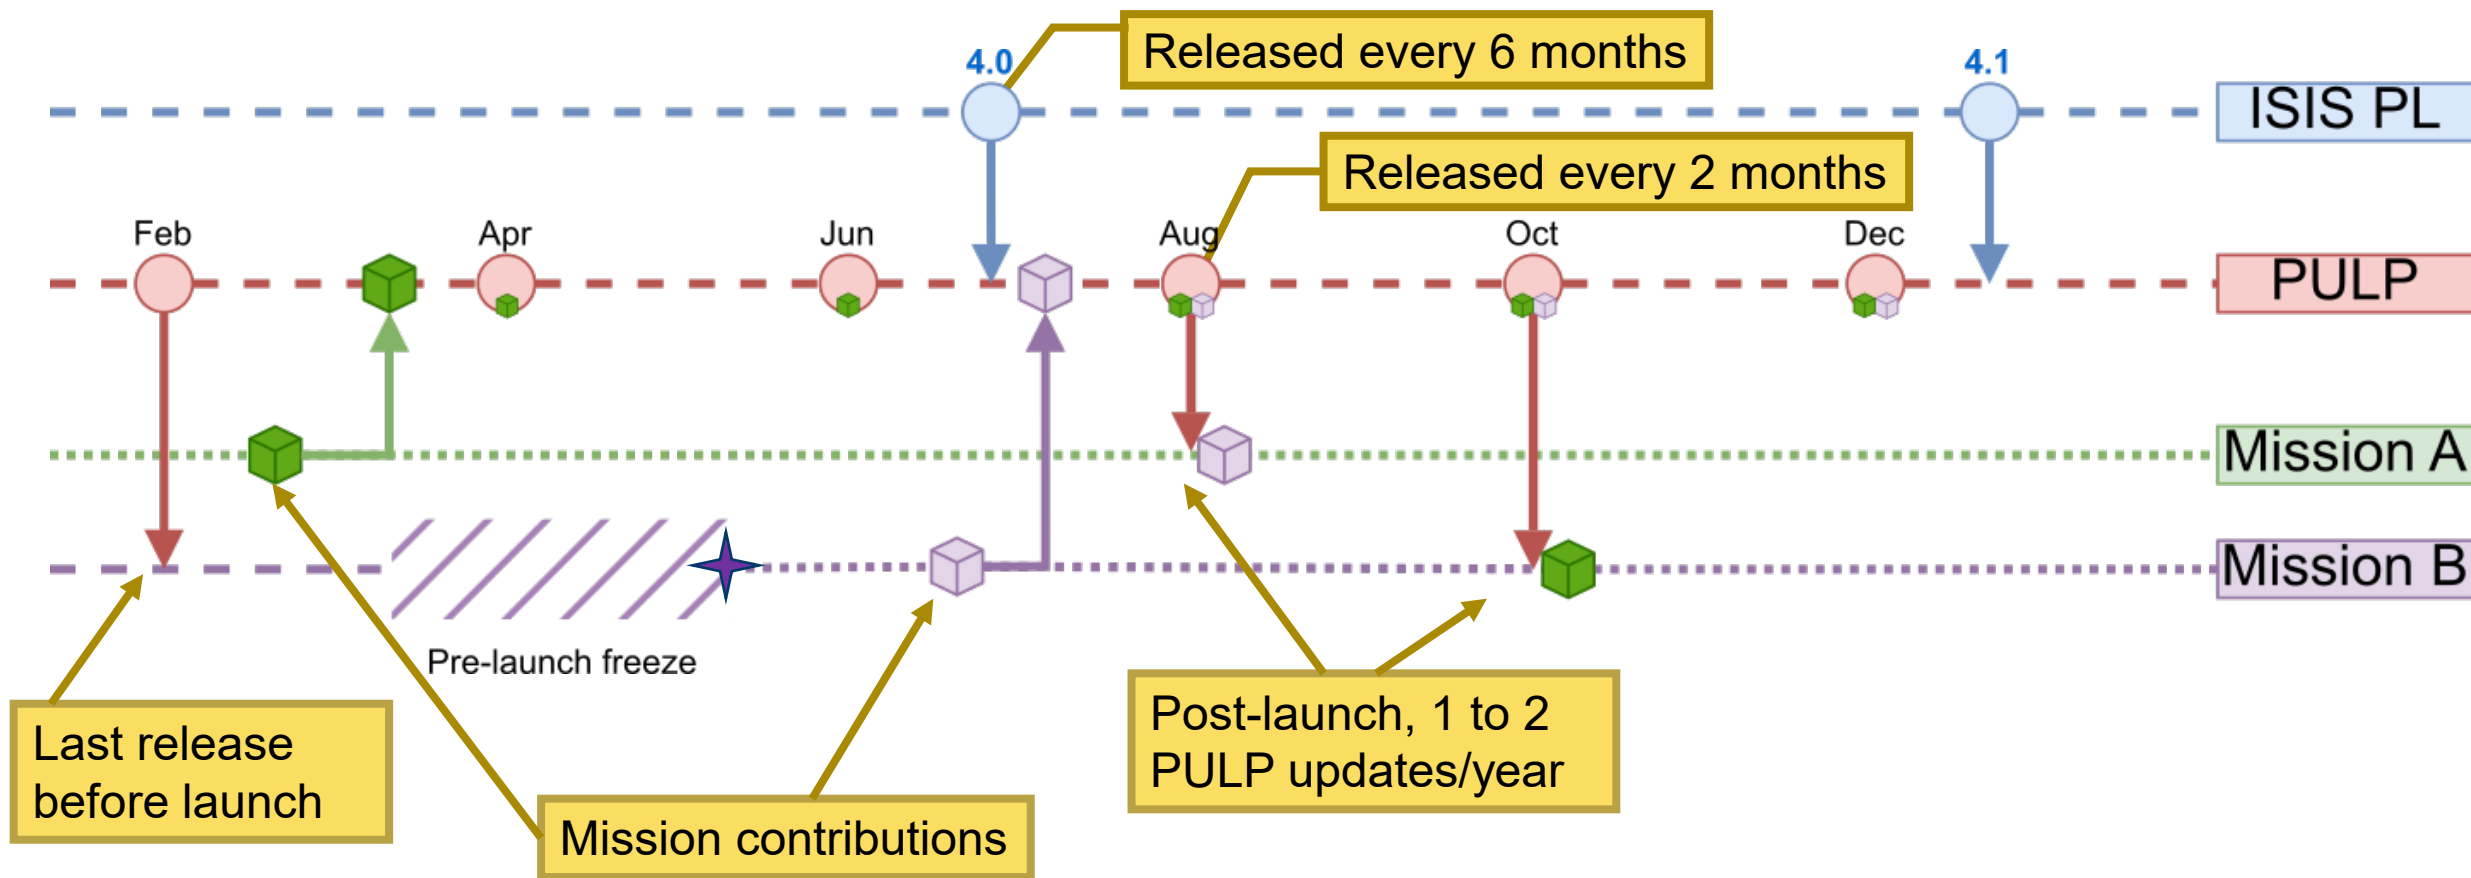 Released every 6 months
4.0
4.1
ISIS PL
Released every 2 months
Feb
Apr
Jun
Aug
Oct
Dec
PULP
Mission A
Mission B
Pre-launch freeze
Last release
before launch
Mission contributions
Post-launch, 1 to 2
PULP updates/year